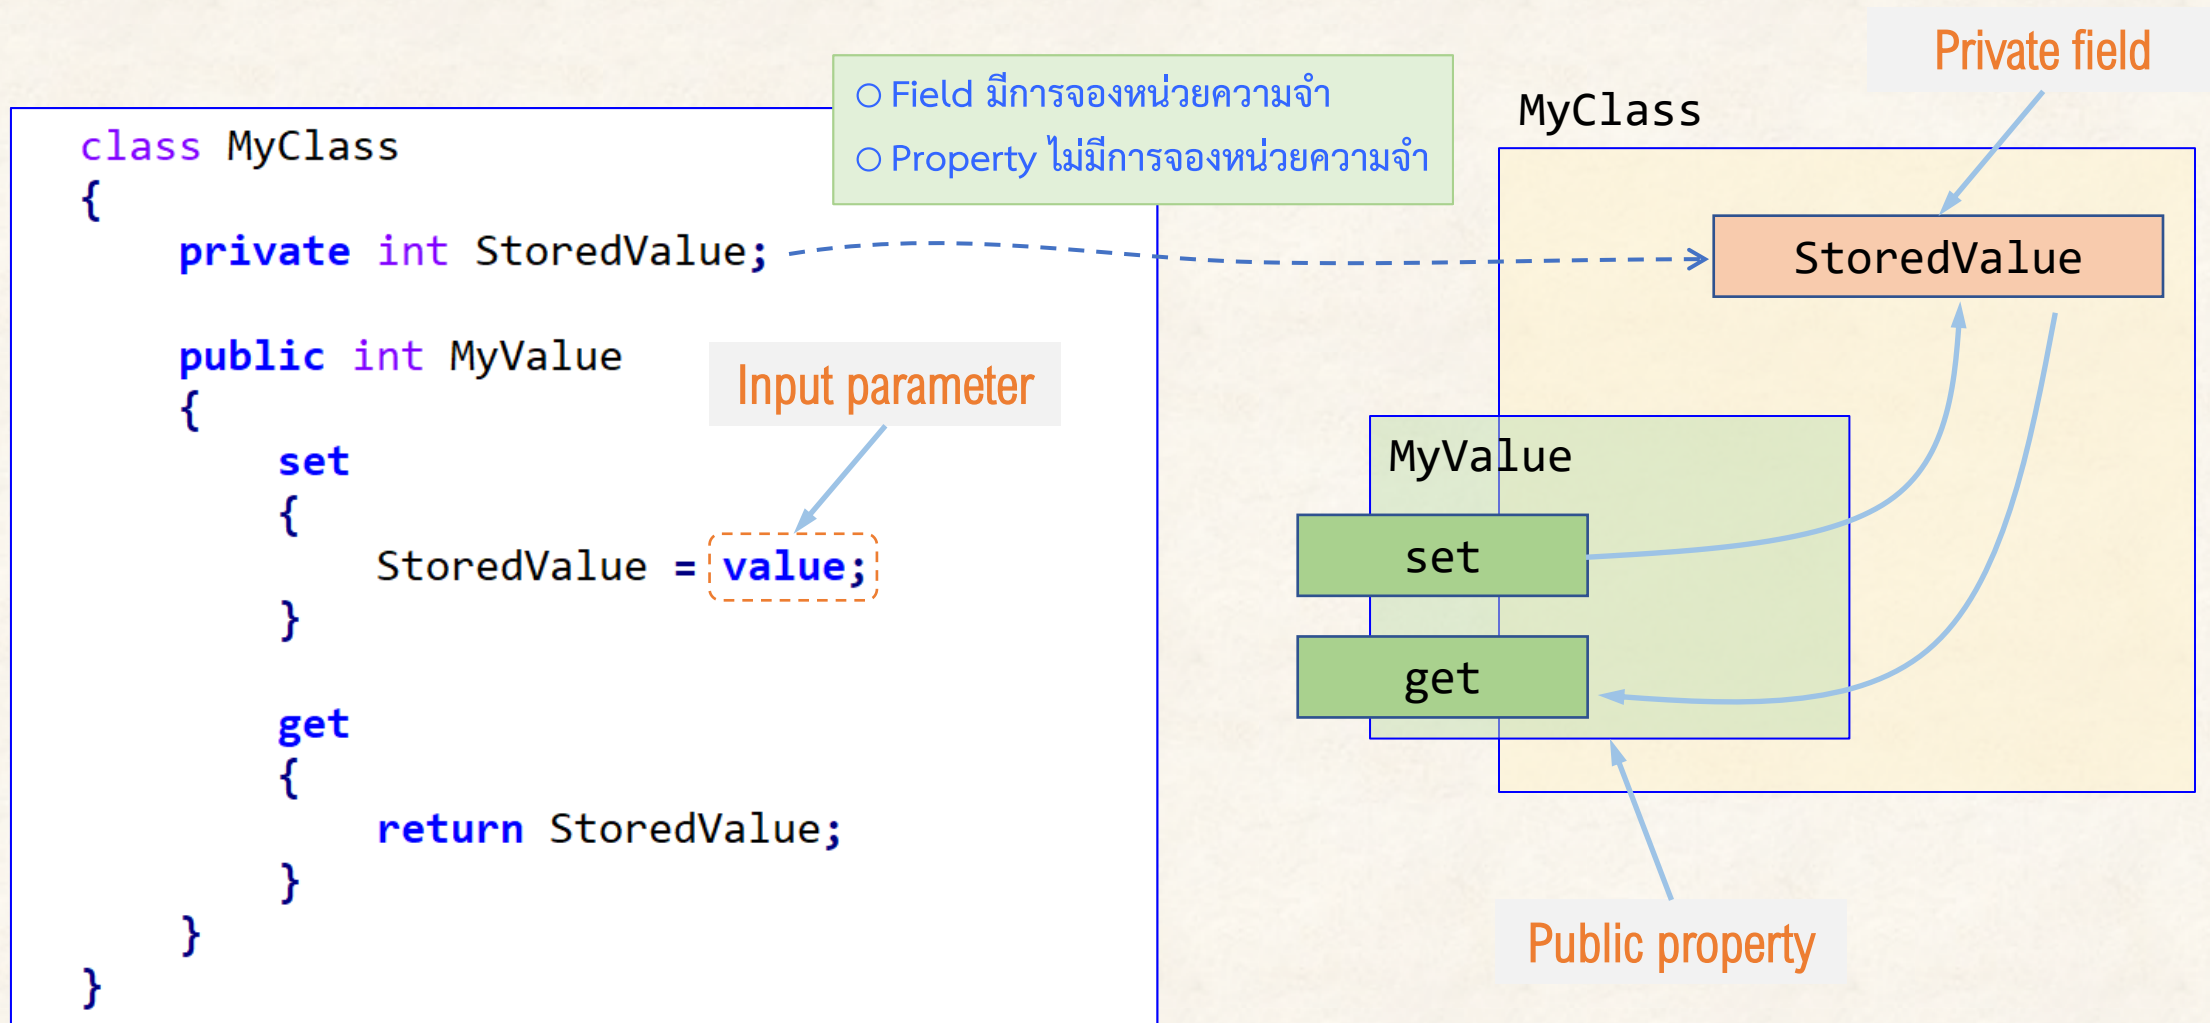 Private field
○ Field มีการจองหน่วยความจำ
○ Property ไม่มีการจองหน่วยความจำ
MyClass
class MyClass
{
private int StoredValue;
StoredValue
public int MyValue
{
Input parameter
MyValue
set
{
set
StoredValue = value;
}
get
get
{
return StoredValue;
}
Public property
}
}